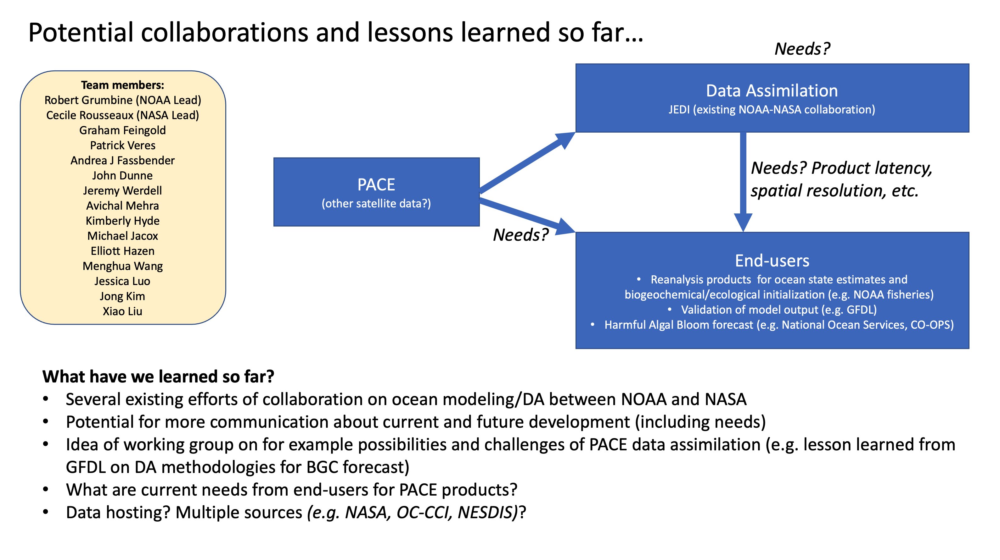 Potential collaborations and lessons learned so far...
Team members:
Robert Grumbine (NOAA Lead)
Cecile Rousseaux (NASA Lead)
Graham Feingold
Patrick Veres
Andrea J Fassbender
John Dunne
Jeremy Werdell
Avichal Mehra
Kimberly Hyde
Michael Jacox
Elliott Hazen
Menghua Wang
Jessica Luo
Jong Kim
Xiao Liu
PACE
(other satellite data?)
Needs?
Needs?
Data Assimilation
JEDI (existing NOAA-NASA collaboration)
Needs? Product latency,
spatial resolution, etc.
End-users
• Reanalysis products  for ocean state estimates and
biogeochemical/ecological initialization (e.g. NOAA fisheries)
• Validation of model output (e.g. GFDL)
• Harmful Algal Bloom forecast (e.g. National Ocean Services, CO-OPS)
What have we learned so far?
• Several existing efforts of collaboration on ocean modeling/DA between NOAA and NASA
• Potential for more communication about current and future development (including needs)
• Idea of working group on for example possibilities and challenges of PACE data assimilation (e.g. lesson learned from
GFDL on DA methodologies for BGC forecast)
• What are current needs from end-users for PACE products?
• Data hosting? Multiple sources (e.g. NASA, OC-CCI, NESDIS)?